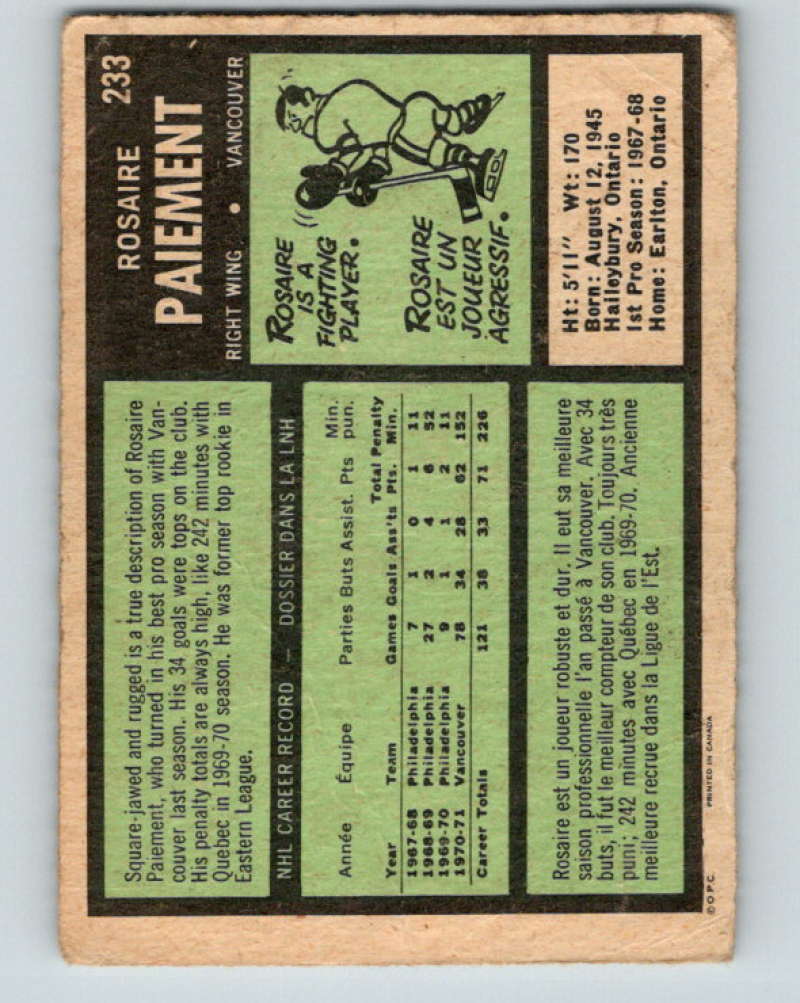 233
ROSAIRE
PAIEMENT
RIGHT WING • VANCOUVER
Square-jawed and rugged is a true description of Rosaire
Paiement, who turned in his best pro season with Van-
couver last season. His 34 goals were tops on the club.
His penalty totals are always high, like 242 minutes with
Quebec in 1969-70 season. He was former top rookie in
Eastern League.
ROSAIRE
IS A
FIGHTING
PLAYER.
ROSAIRE
EST UN
JOUEUR
AGRESSIF.
Ht: 5'11" Wt: 170
Born: August 12, 1945
Haileybury, Ontario
1st Pro Season: 1967-68
Home: Earlton, Ontario
NHL CAREER RECORD — DOSSIER DANS LA LNH
Année Équipe Parties Buts Assist. Pts Min. pun.
Year Team Games Goals Ass'ts Pts. Total Penalty Min.
1967-68 Philadelphia 7 1 0 1 11
1968-69 Philadelphia 27 2 4 6 52
1969-70 Philadelphia 9 1 1 2 11
1970-71 Vancouver 78 34 28 62 152
Career Totals 121 38 33 71 226
Rosaire est un joueur robuste et dur. Il eut sa meilleure
saison professionnelle l'an passé à Vancouver. Avec 34
buts, il fut le meilleur compteur de son club. Toujours très
puni; 242 minutes avec Québec en 1969-70. Ancienne
meilleure recrue dans la Ligue de l'Est.
© O.P.C. PRINTED IN CANADA